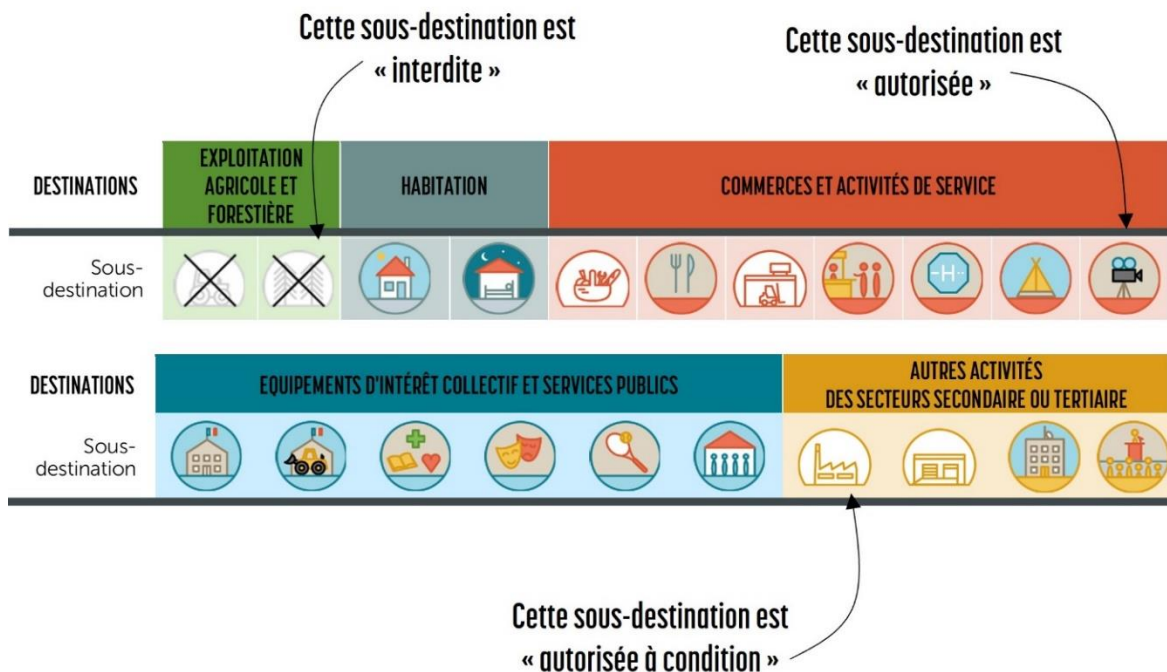 Cette sous-destination est
« interdite »
Cette sous-destination est
« autorisée »
DESTINATIONS
EXPLOITATION
AGRICOLE ET
FORESTIÈRE
HABITATION
COMMERCES ET ACTIVITÉS DE SERVICE
Sous-
destination
-H-
DESTINATIONS
EQUIPEMENTS D'INTÉRÊT COLLECTIF ET SERVICES PUBLICS
AUTRES ACTIVITÉS
DES SECTEURS SECONDAIRE OU TERTIAIRE
Sous-
destination
Cette sous-destination est
« autorisée à condition »